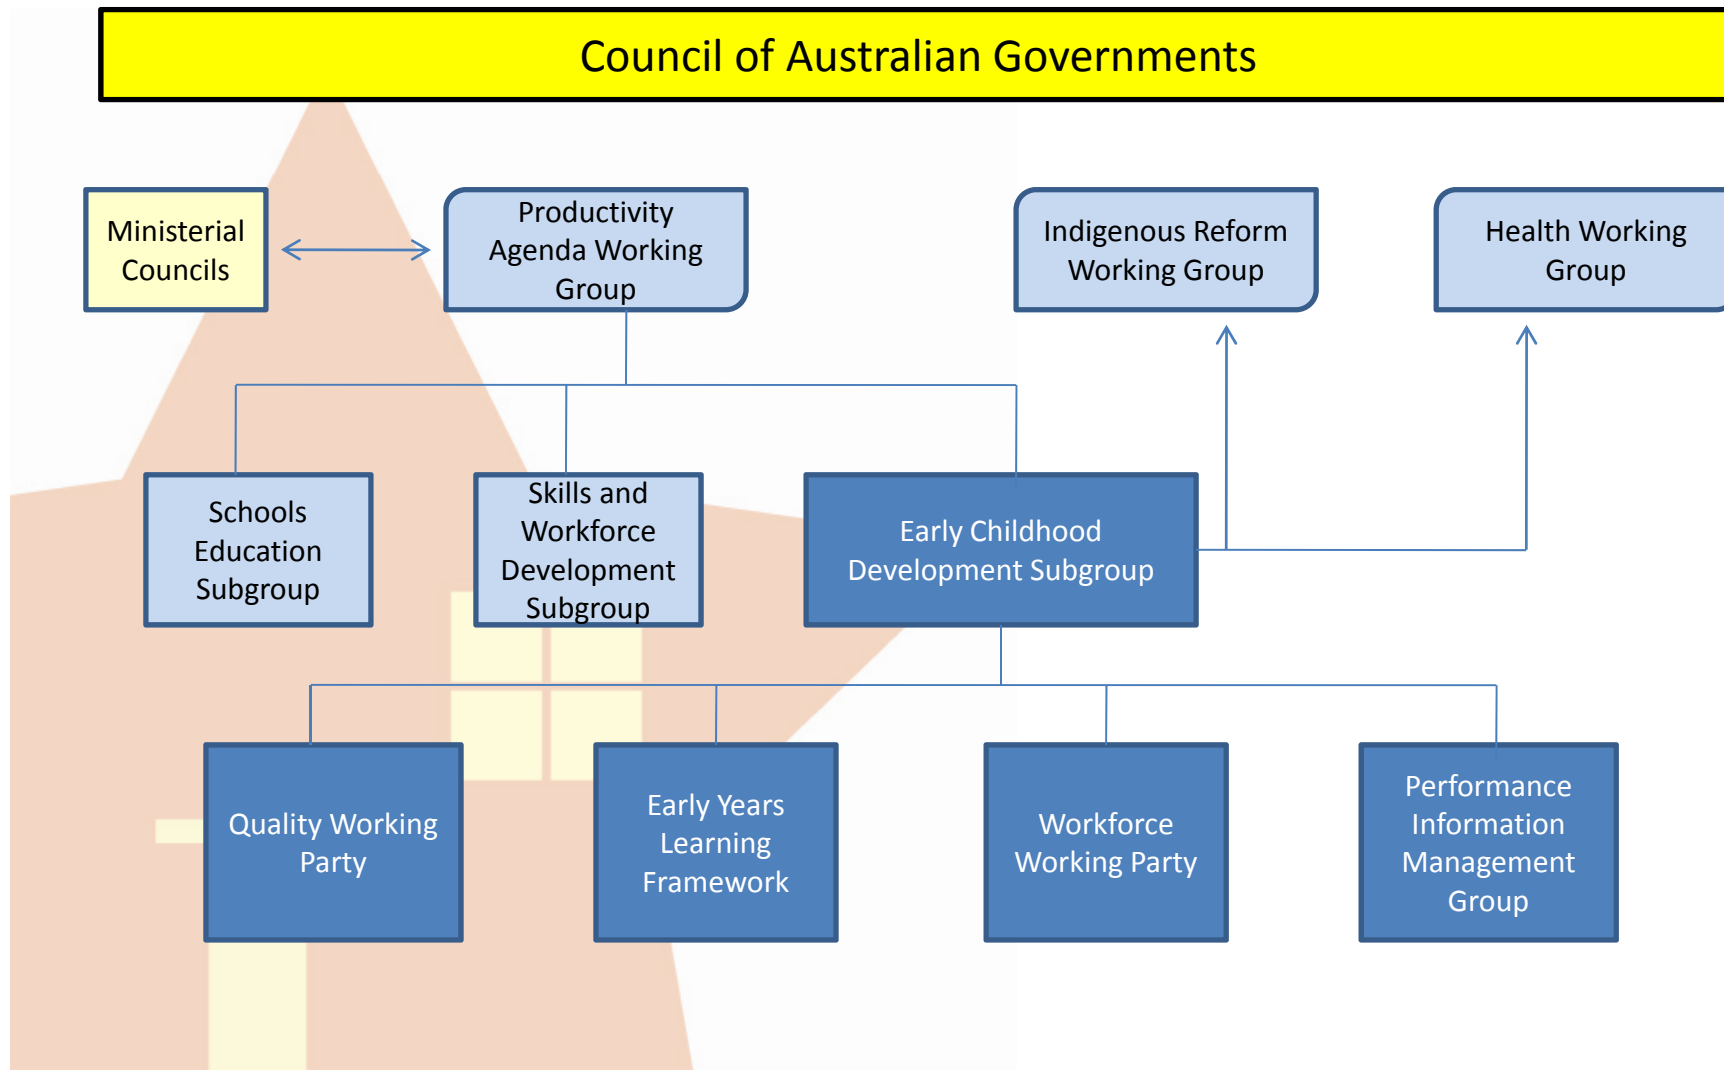 Council of Australian Governments
Ministerial
Councils
Productivity
Agenda Working
Group
Indigenous Reform
Working Group
Health Working
Group
Schools
Education
Subgroup
Skills and
Workforce
Development
Subgroup
Early Childhood
Development Subgroup
Quality Working
Party
Early Years
Learning
Framework
Workforce
Working Party
Performance
Information
Management
Group